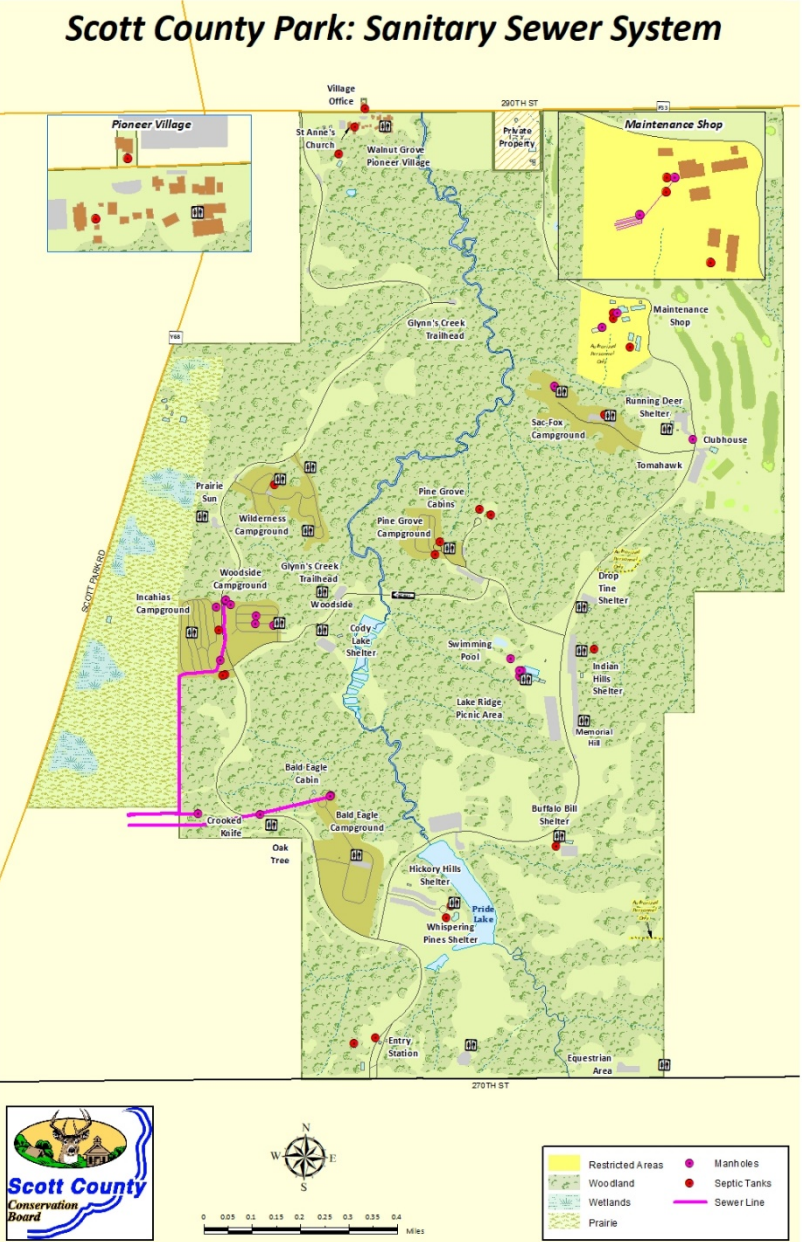 Scott County Park: Sanitary Sewer System
Village
Office
290TH ST
F33
Pioneer Village
St Anne's
Church
Walnut Grove
Pioneer Village
Private
Property
Maintenance Shop
Glynn's Creek
Trailhead
Maintenance
Shop
Authorized
Personnel
Only
Y68
Sac-Fox
Campground
Running Deer
Shelter
Clubhouse
Tomahawk
Prairie
Sun
Wilderness
Campground
Pine Grove
Cabins
Pine Grove
Campground
SCOTT PARK RD
Woodside
Campground
Glynn's Creek
Trailhead
Incahias
Campground
Woodside
Drop
Tine
Shelter
Cody
Lake
Shelter
Swimming
Pool
Indian
Hills
Shelter
Lake Ridge
Picnic Area
Memorial
Hill
Bald Eagle
Cabin
Crooked
Knife
Bald Eagle
Campground
Buffalo Bill
Shelter
Oak
Tree
Hickory Hills
Shelter
Pride
Lake
Whispering
Pines Shelter
Entry
Station
Equestrian
Area
270TH ST
Scott County
Conservation
Board
N
W E
S
0 0.05 0.1 0.15 0.2 0.25 0.3 0.35 0.4
Miles
Restricted Areas
Woodland
Wetlands
Prairie
Manholes
Septic Tanks
Sewer Line